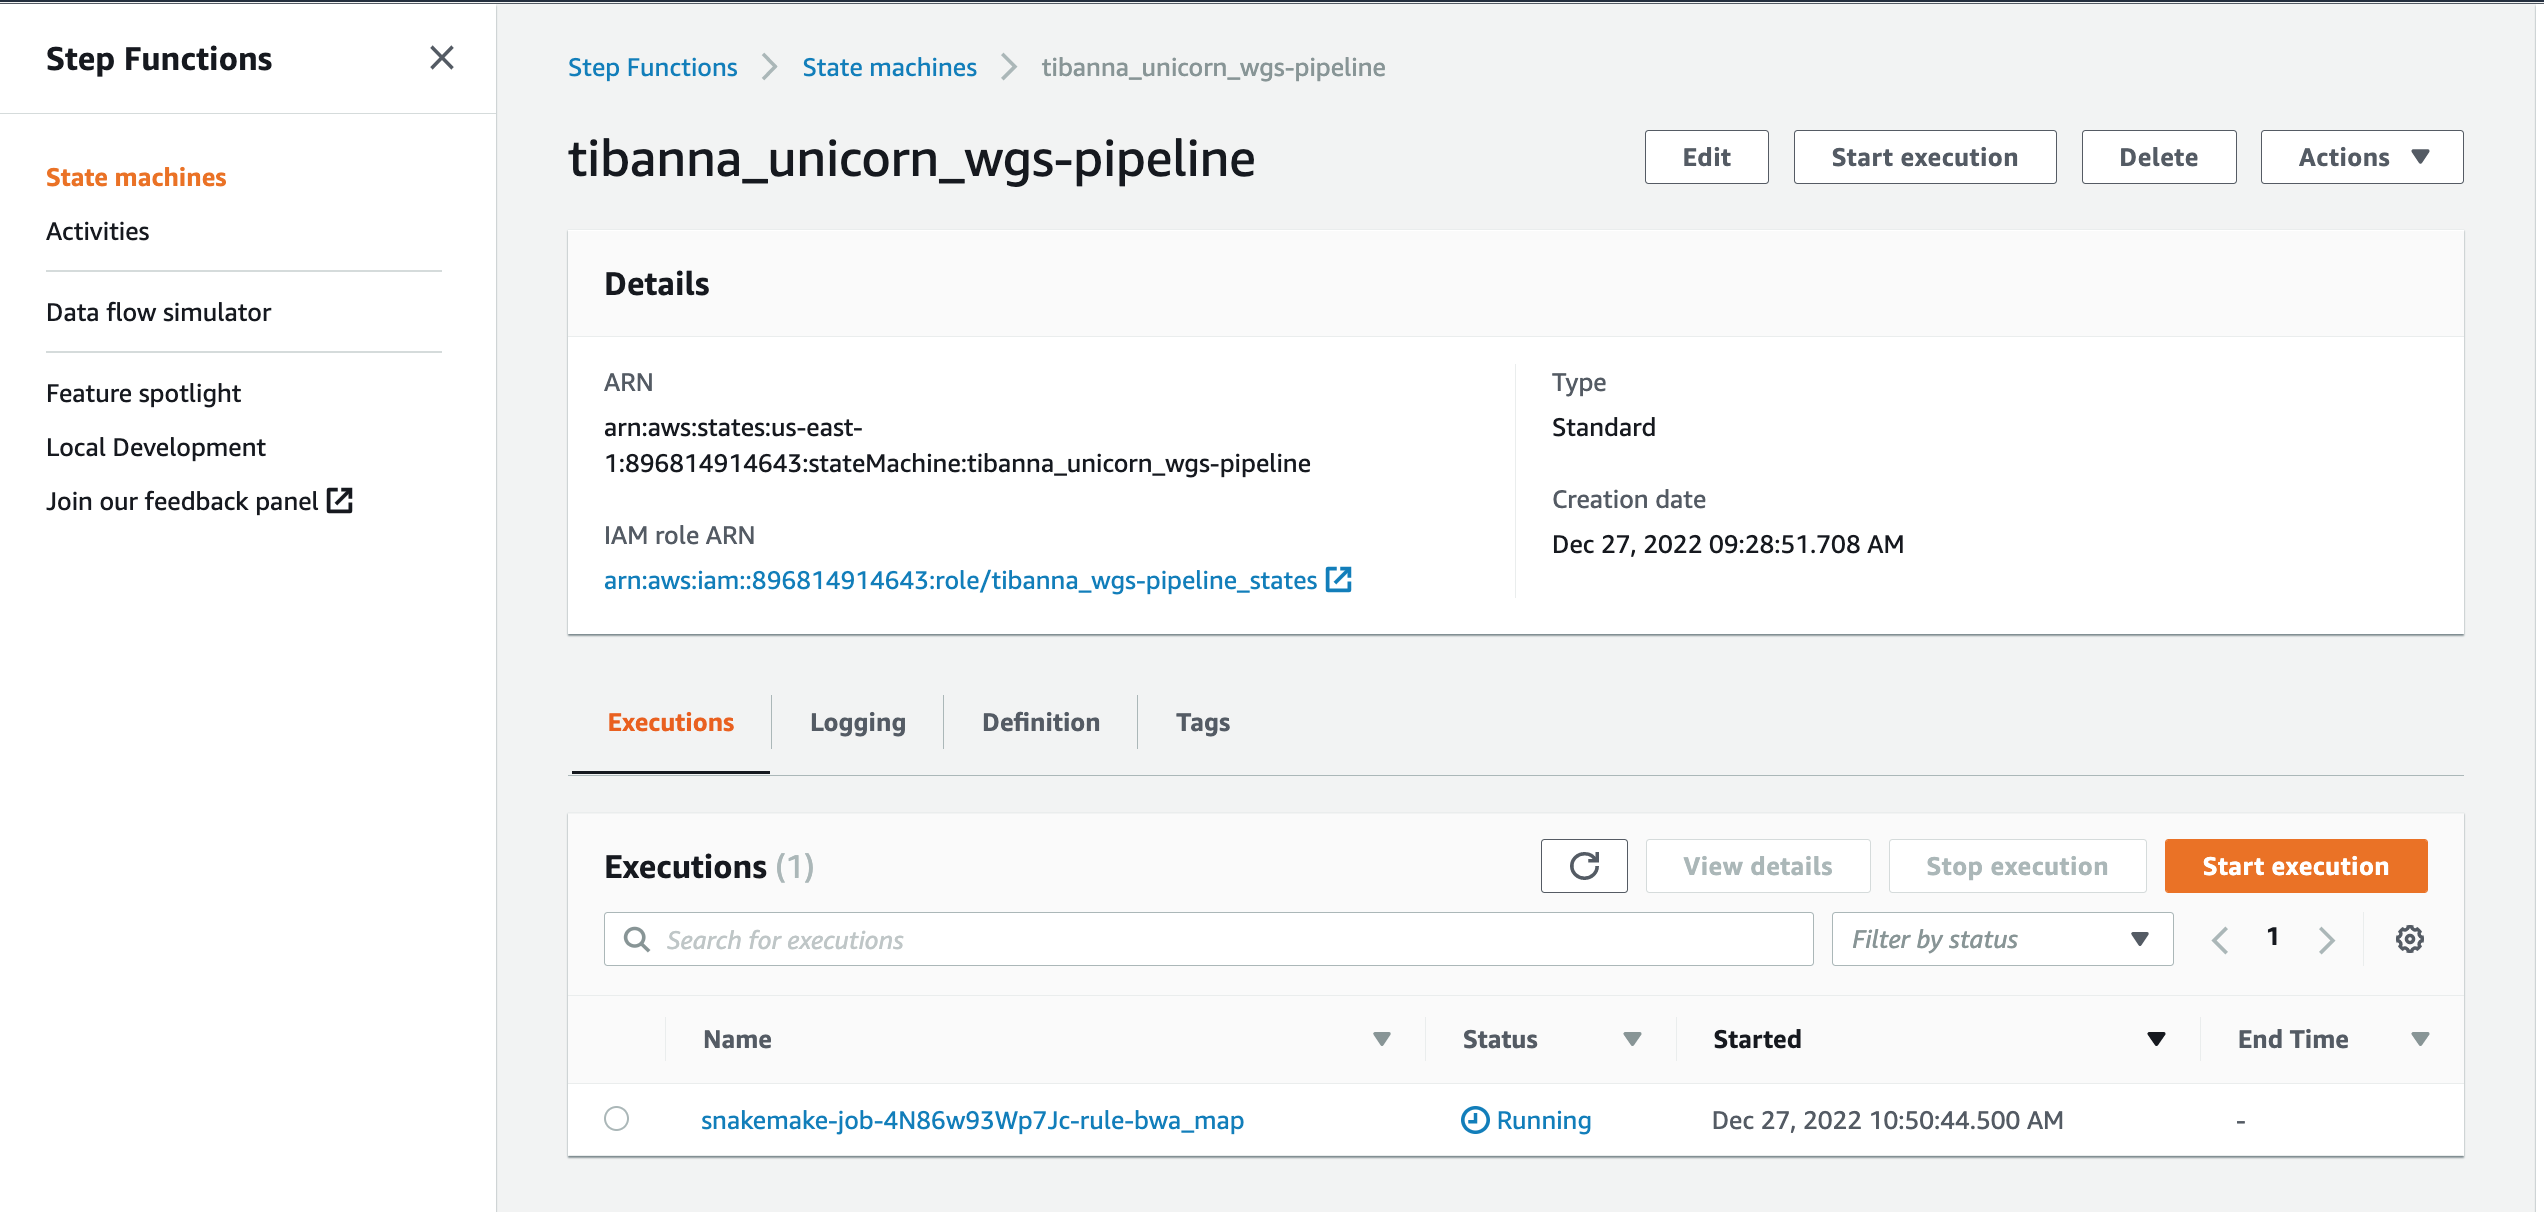 Step Functions
State machines
Activities
Data flow simulator
Feature spotlight
Local Development
Join our feedback panel
Step Functions State machines tibanna_unicorn_wgs-pipeline
tibanna_unicorn_wgs-pipeline
Edit Start execution Delete Actions
Details
ARN
arn:aws:states:us-east-
1:896814914643:stateMachine:tibanna_unicorn_wgs-pipeline
IAM role ARN
arn:aws:iam::896814914643:role/tibanna_wgs-pipeline_states
Type
Standard
Creation date
Dec 27, 2022 09:28:51.708 AM
Executions Logging Definition Tags
Executions (1)
View details Stop execution Start execution
Search for executions Filter by status 1
Name Status Started End Time
snakemake-job-4N86w93Wp7Jc-rule-bwa_map Running Dec 27, 2022 10:50:44.500 AM -